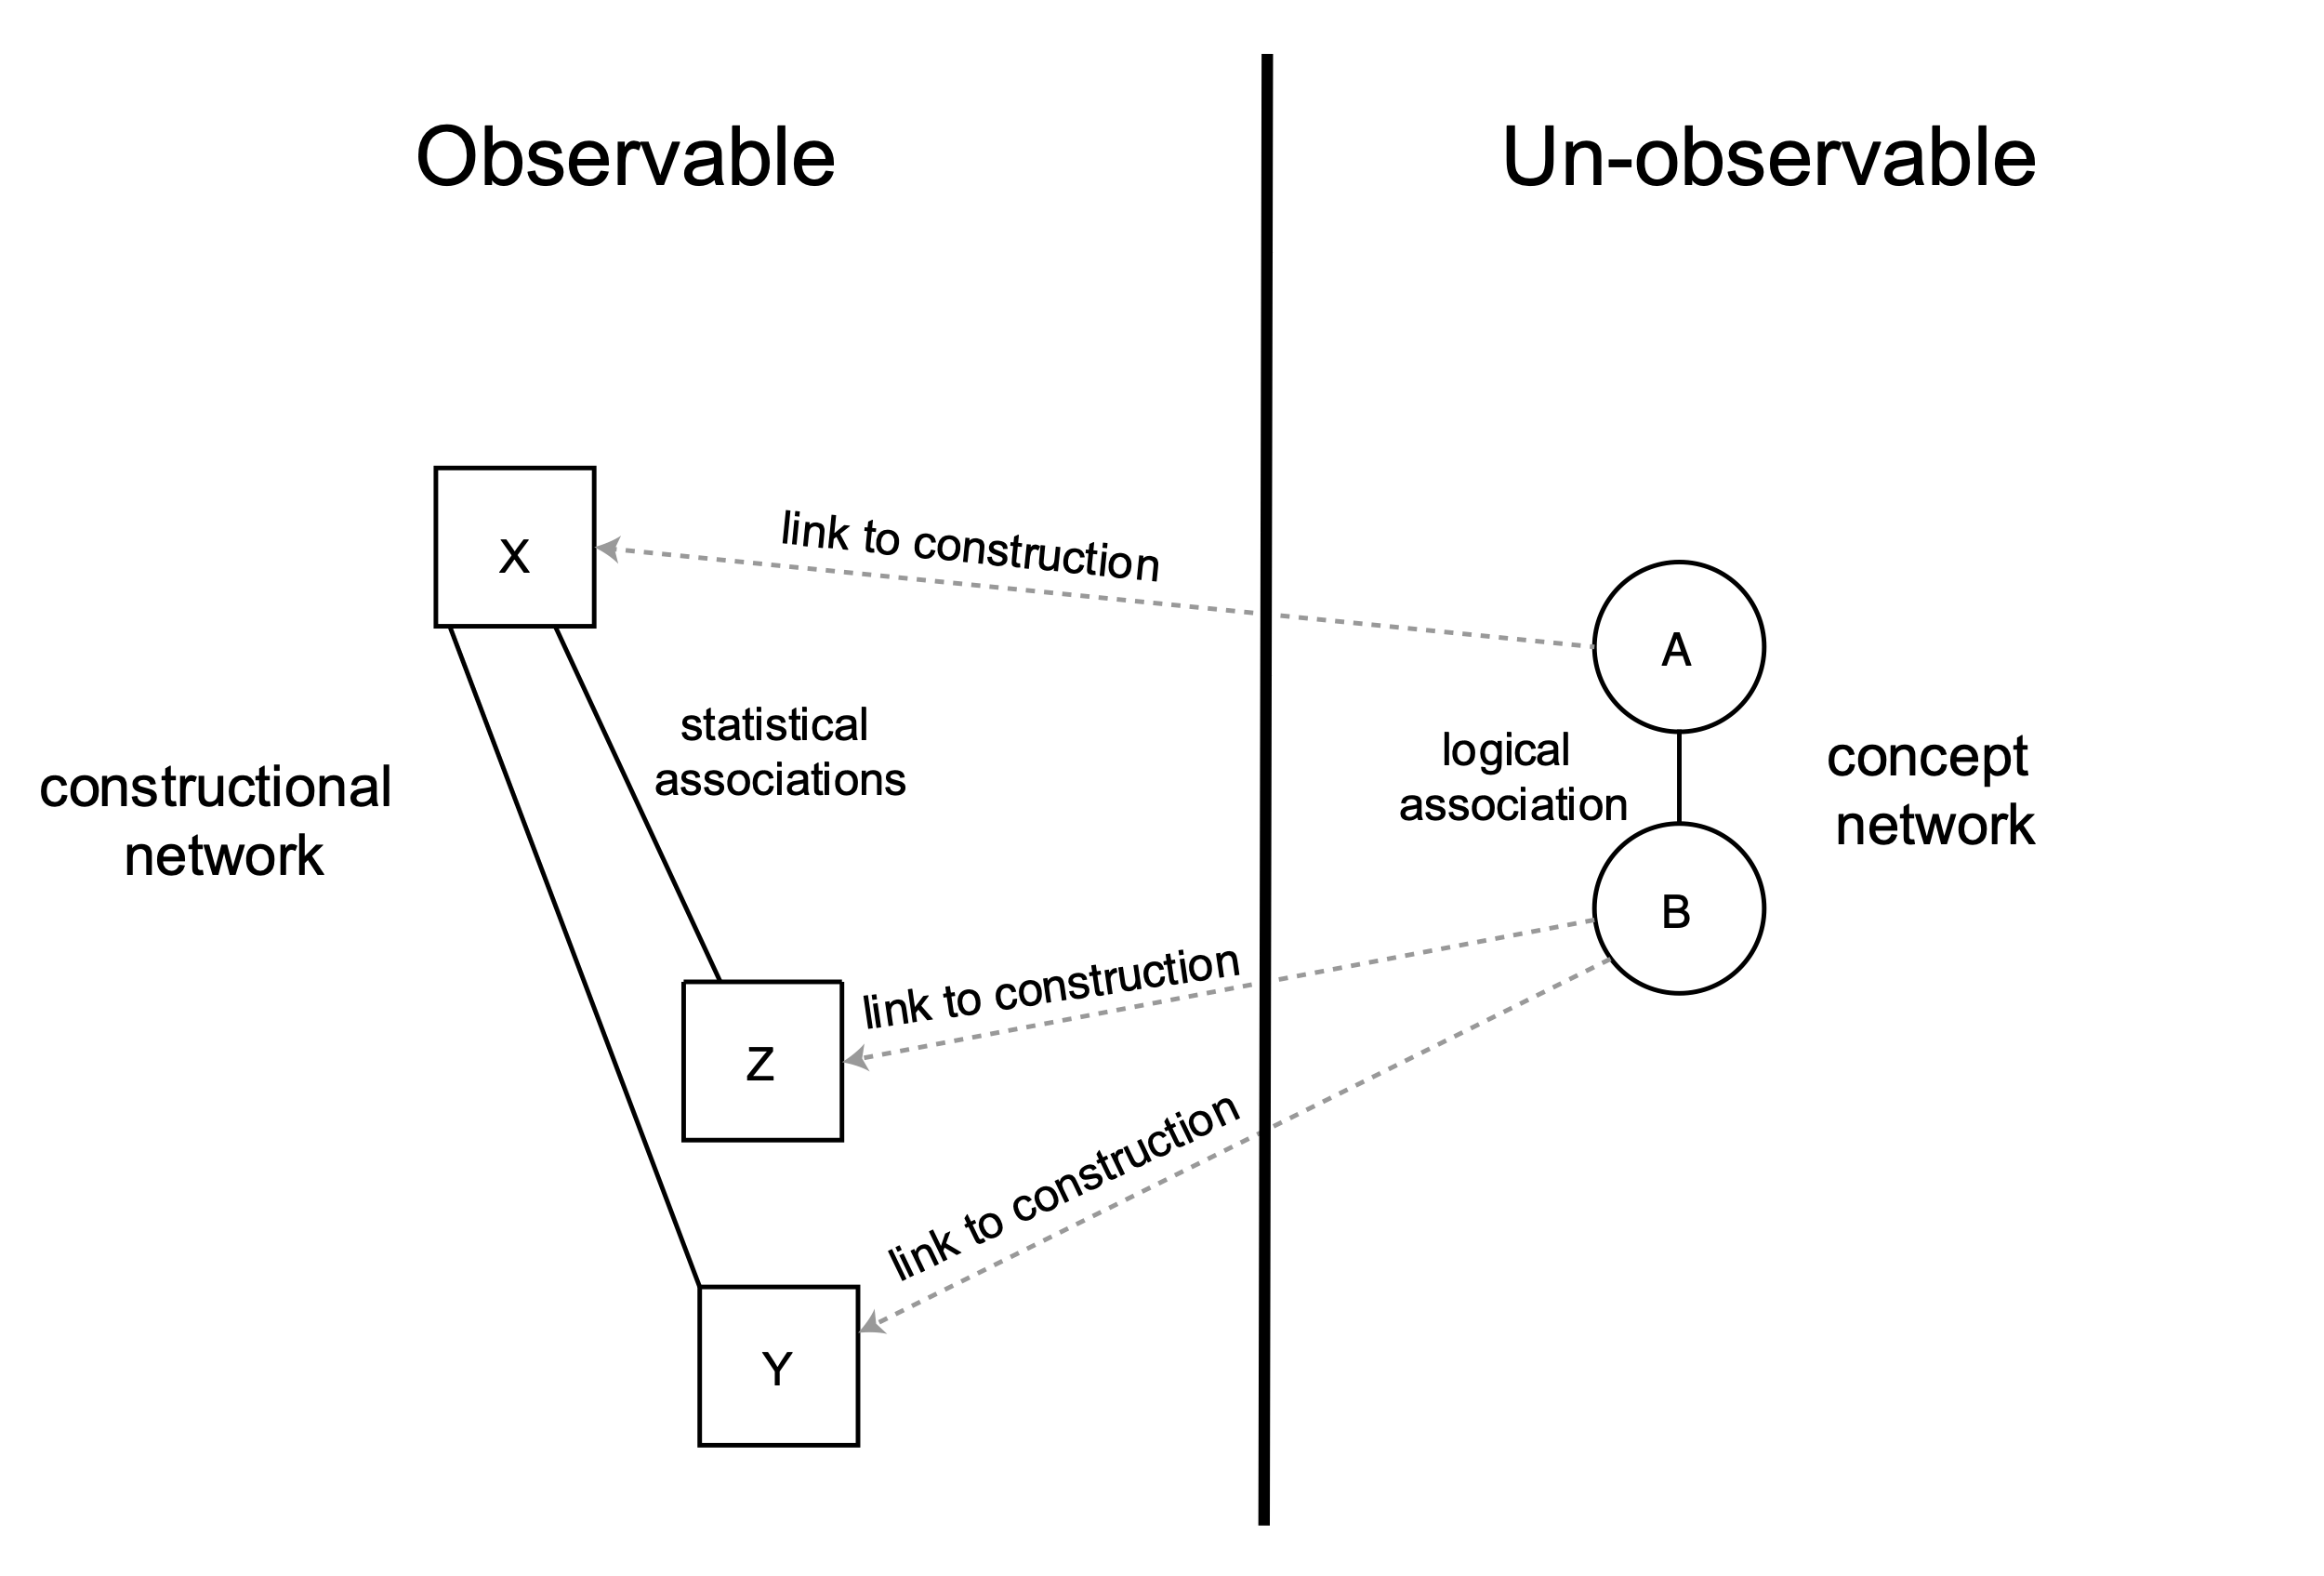 Observable
Un-observable
X
link to construction
A
statistical
associations
constructional
network
logical
association
concept
network
B
link to construction
Z
link to construction
Y